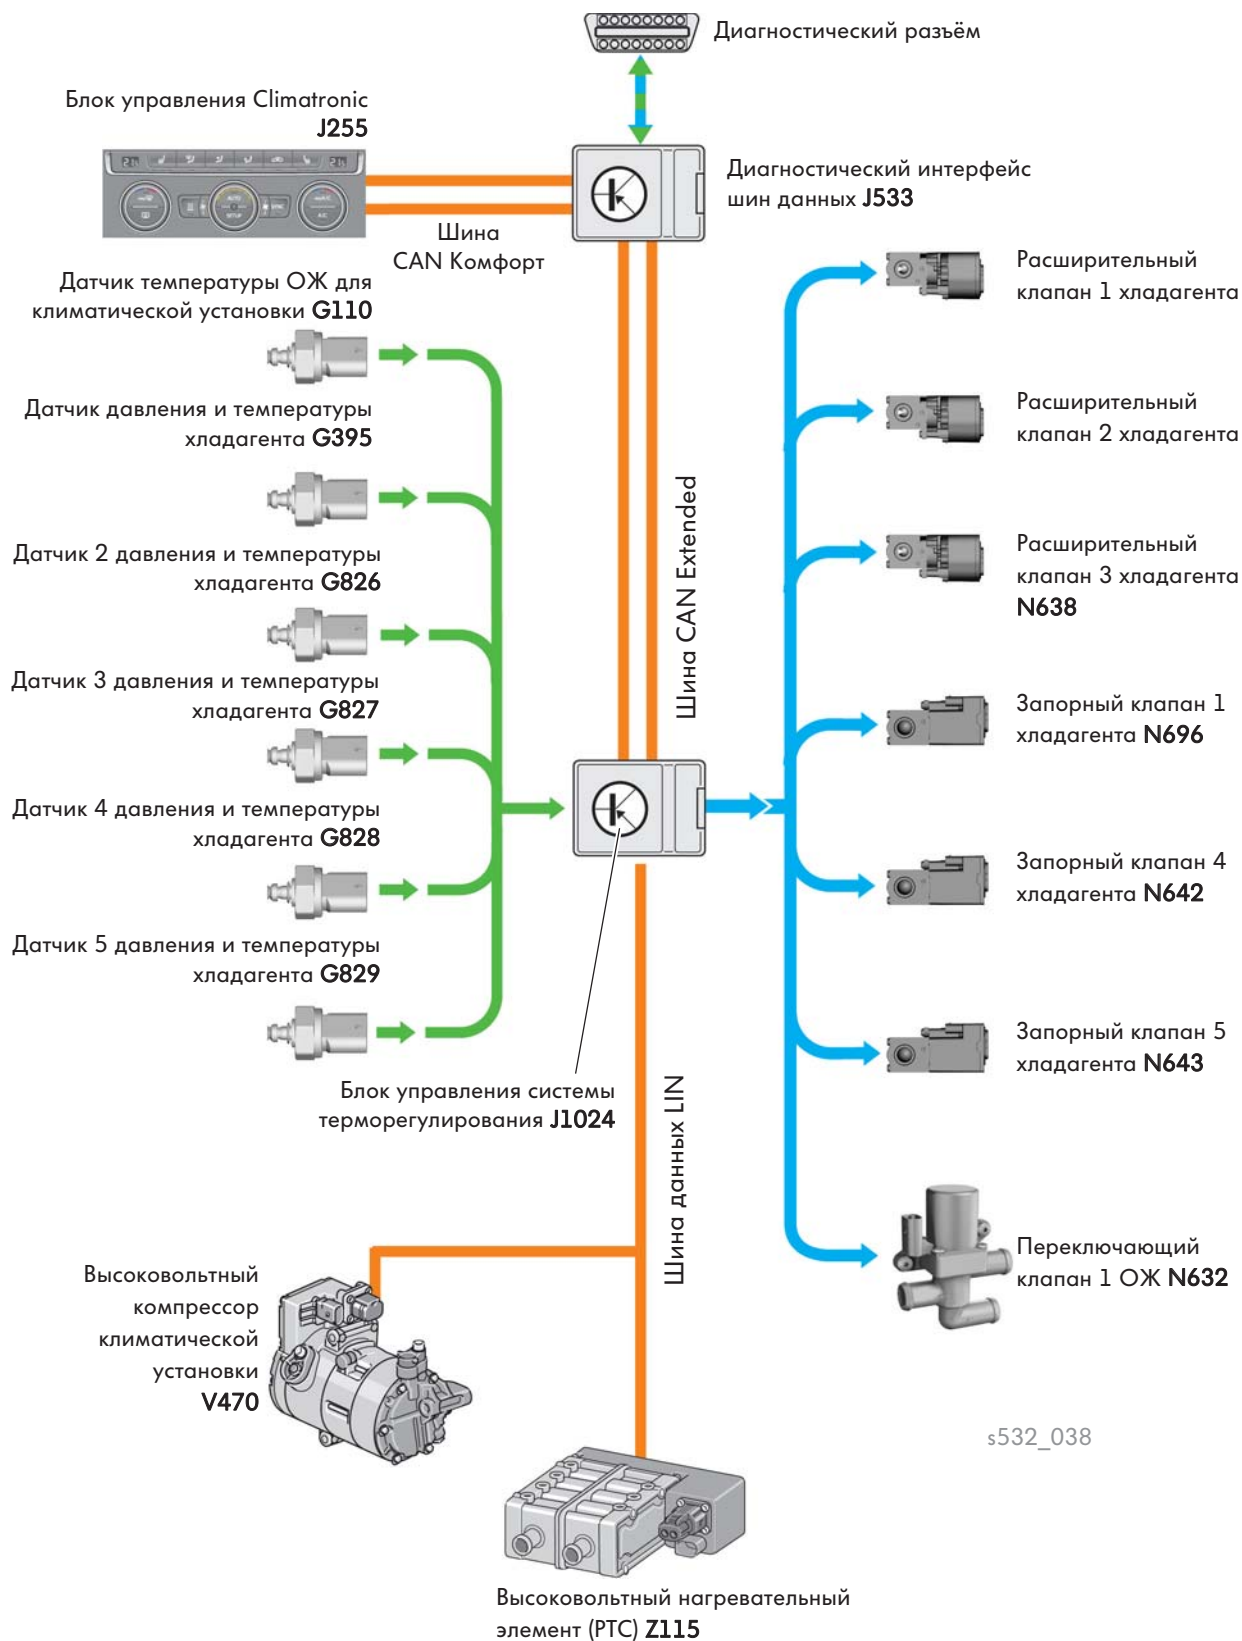 Диагностический разъём
Блок управления Climatronic
J255
Диагностический интерфейс
шин данных J533
Шина
CAN Комфорт
Датчик температуры ОЖ для
климатической установки G110
Датчик давления и температуры
хладагента G395
Датчик 2 давления и температуры
хладагента G826
Датчик 3 давления и температуры
хладагента G827
Датчик 4 давления и температуры
хладагента G828
Датчик 5 давления и температуры
хладагента G829
Шина CAN Extended
Расширительный
клапан 1 хладагента
Расширительный
клапан 2 хладагента
Расширительный
клапан 3 хладагента
N638
Запорный клапан 1
хладагента N696
Запорный клапан 4
хладагента N642
Запорный клапан 5
хладагента N643
Переключающий
клапан 1 ОЖ N632
Блок управления системы
терморегулирования J1024
Шина данных LIN
Высоковольтный
компрессор
климатической
установки
V470
Высоковольтный нагревательный
элемент (PTC) Z115
s532_038
AUTO
SETUP
A/C